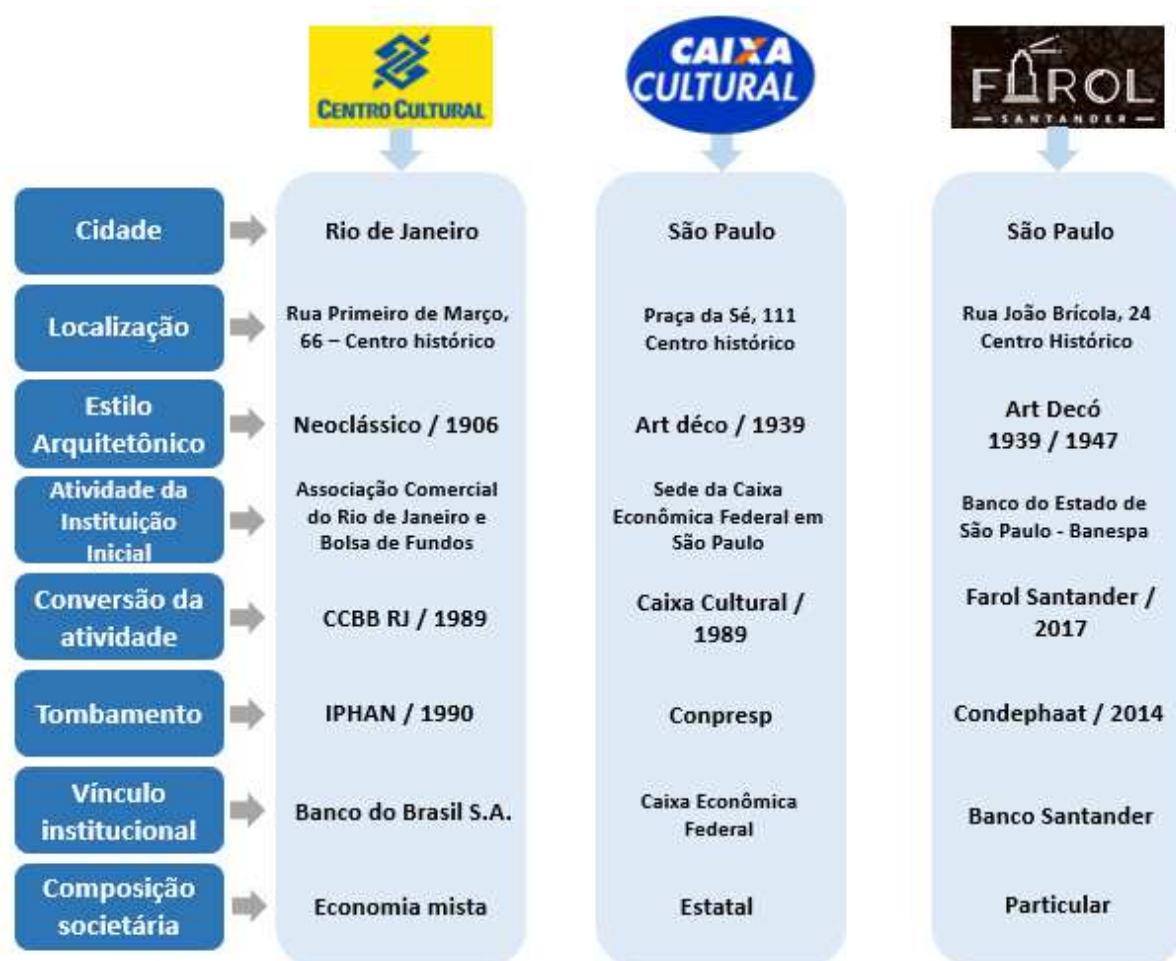 CENTRO CULTURAL
CAIXA
CULTURAL
FAROL
SANTANDER
Cidade
Rio de Janeiro
São Paulo
São Paulo
Localização
Rua Primeiro de Março,
66 – Centro histórico
Praça da Sé, 111
Centro histórico
Rua João Brícola, 24
Centro Histórico
Estilo
Arquitetônico
Neoclássico / 1906
Art déco / 1939
Art Decó
1939 / 1947
Atividade da
Instituição
Inicial
Associação Comercial
do Rio de Janeiro e
Bolsa de Fundos
Sede da Caixa
Econômica Federal em
São Paulo
Banco do Estado de
São Paulo - Banespa
Conversão da
atividade
CCBB RJ / 1989
Caixa Cultural /
1989
Farol Santander /
2017
Tombamento
IPHAN / 1990
Conpresp
Condephaat / 2014
Vínculo
institucional
Banco do Brasil S.A.
Caixa Econômica
Federal
Banco Santander
Composição
societária
Economia mista
Estatal
Particular